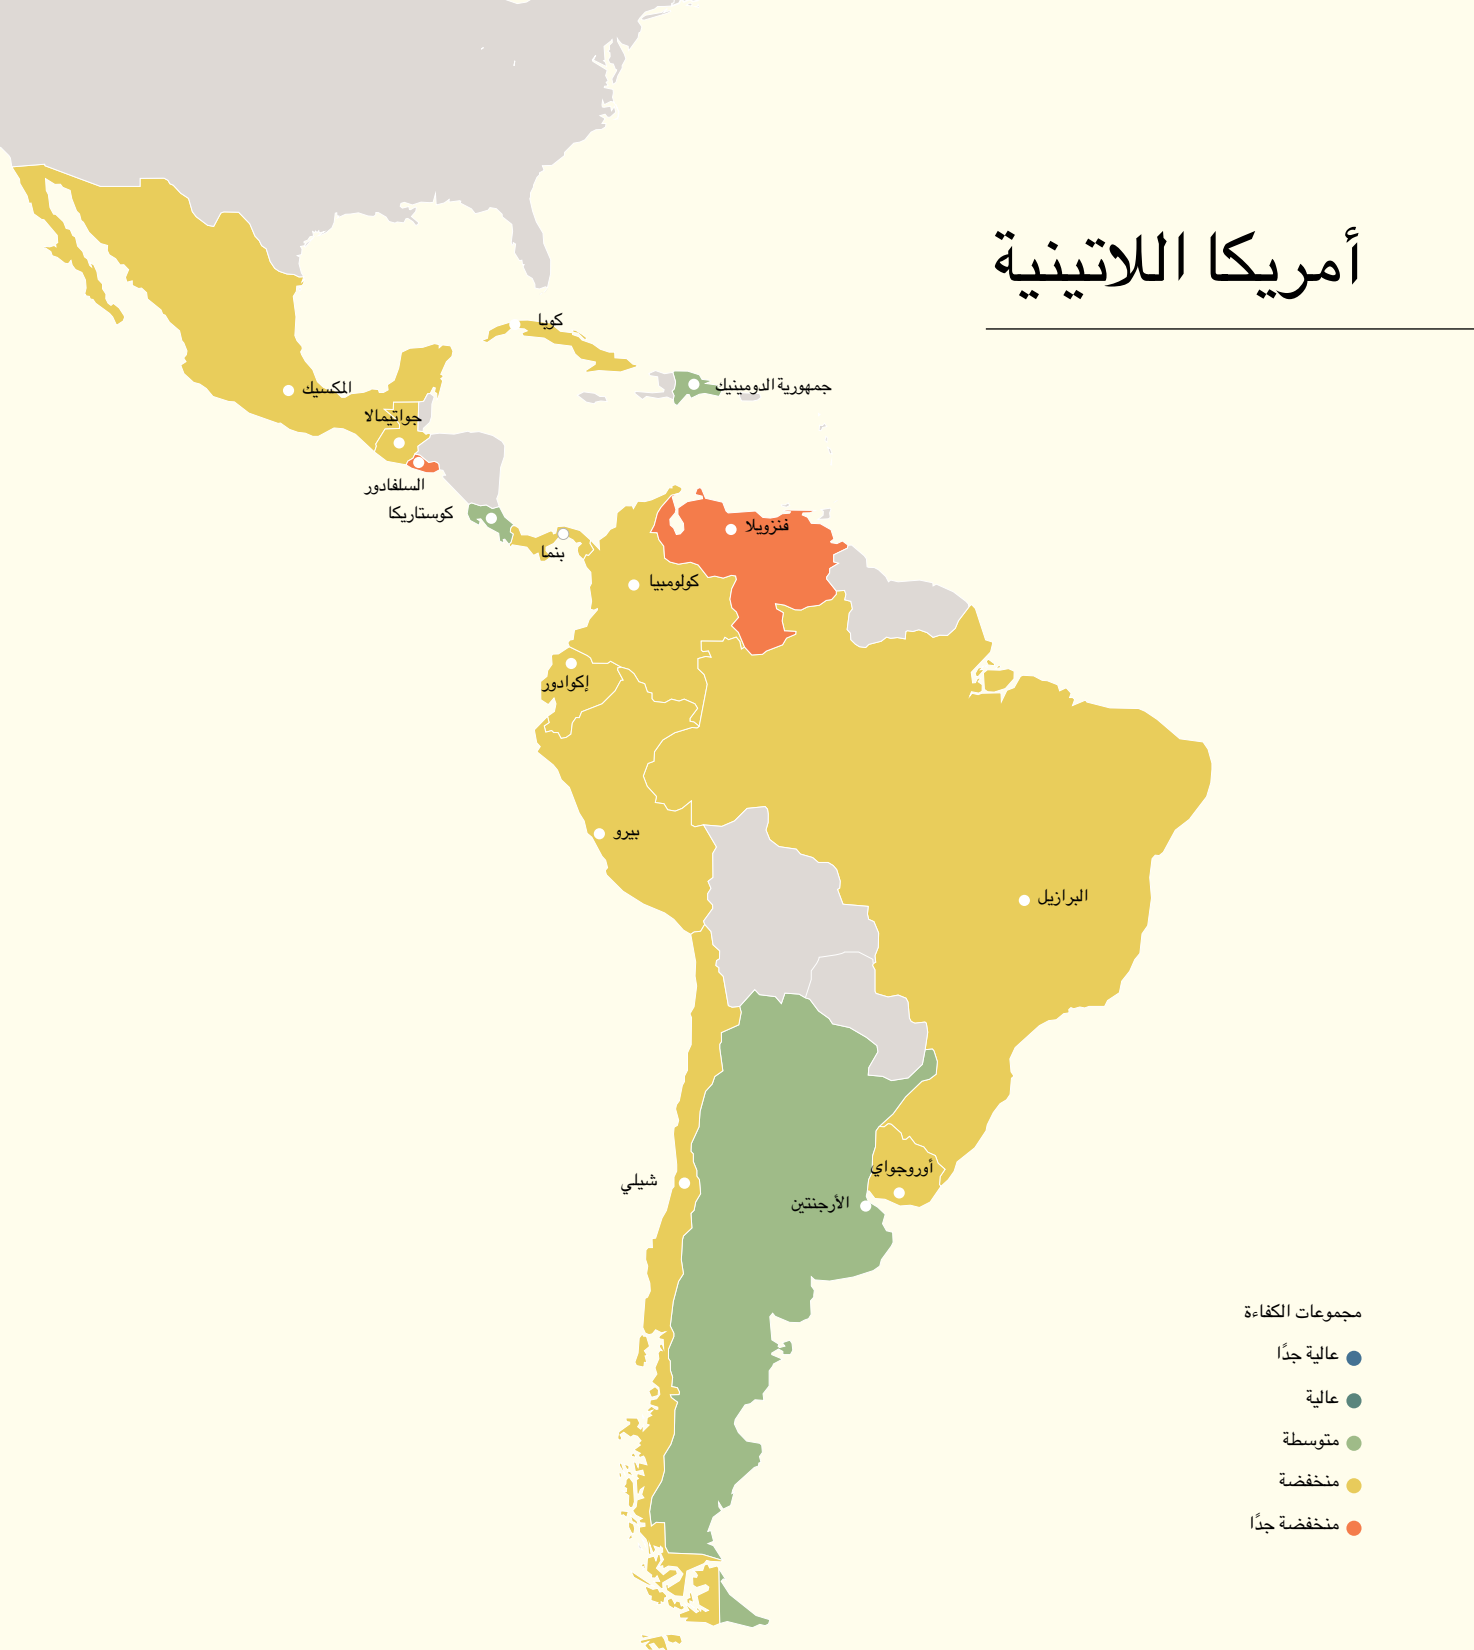 أمريكا اللاتينية
كوبا
جمهورية الدومينيك
المكسيك
جواتيمالا
السلفادور
كوستاريكا
فنزويلا
بنما
كولومبيا
إكوادور
بيرو
البرازيل
أوروجواي
شيلي
الأرجنتين
مجموعات الكفاءة
عالية جدًا
عالية
متوسطة
منخفضة
منخفضة جدًا